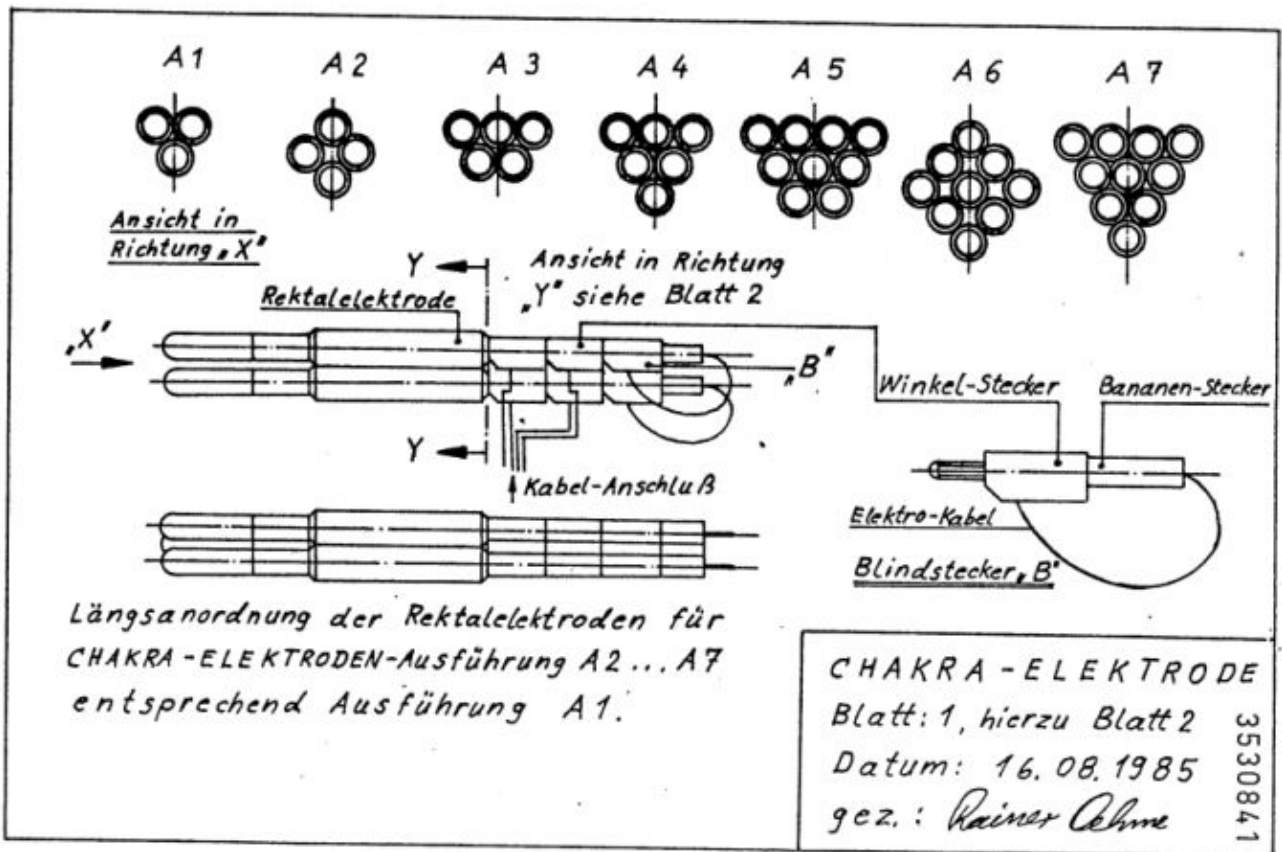 A1 A2 A3 A4 A5 A6 A7
Ansicht in
Richtung „X"
Y
Ansicht in Richtung
„Y" siehe Blatt 2
Rektalelektrode
„X"
„B"
Winkel-Stecker
Bananen-Stecker
Y
Kabel-Anschluß
Elektro-Kabel
Blindstecker „B"
Längsanordnung der Rektalelektroden für
CHAKRA-ELEKTRODEN-Ausführung A2...A7
entsprechend Ausführung A1.
CHAKRA-ELEKTRODE
Blatt: 1, hierzu Blatt 2
Datum: 16.08.1985
gez.: Rainer Oehme
3530841